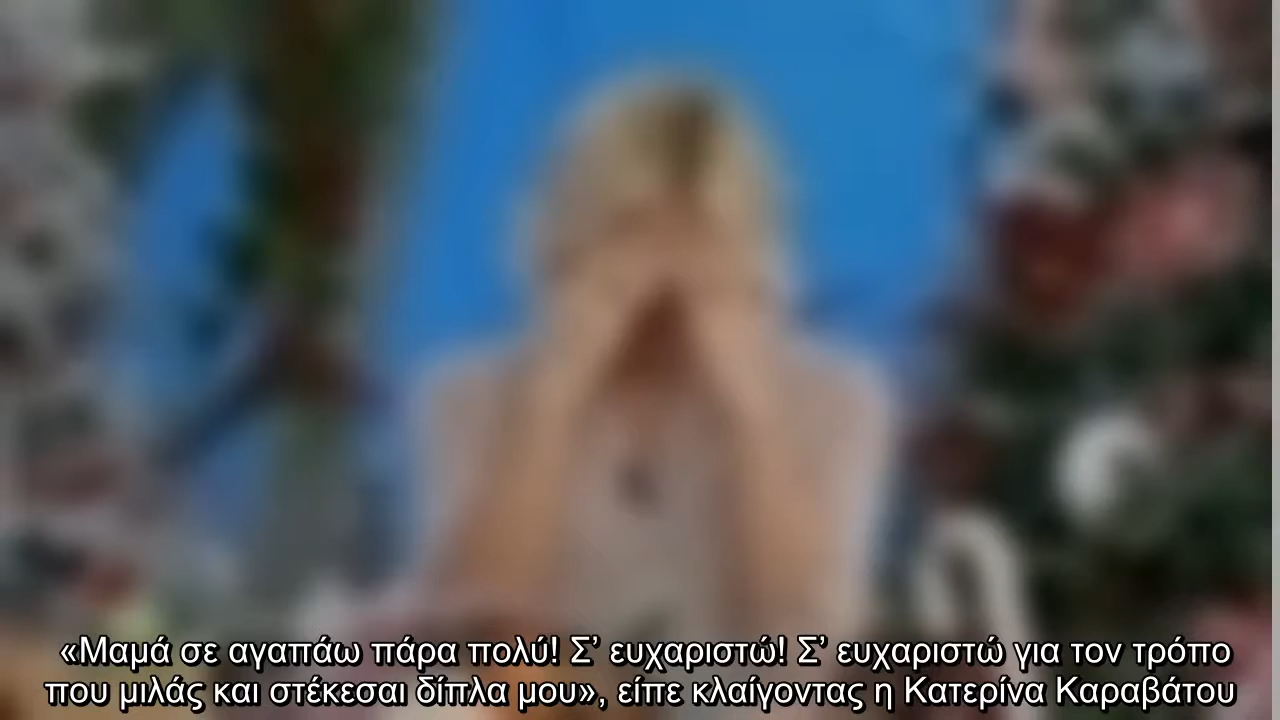 «Μαμά σε αγαπάω πάρα πολύ! Σ’ ευχαριστώ! Σ’ ευχαριστώ για τον τρόπο
που μιλάς και στέκεσαι δίπλα μου», είπε κλαίγοντας η Κατερίνα Καραβάτου